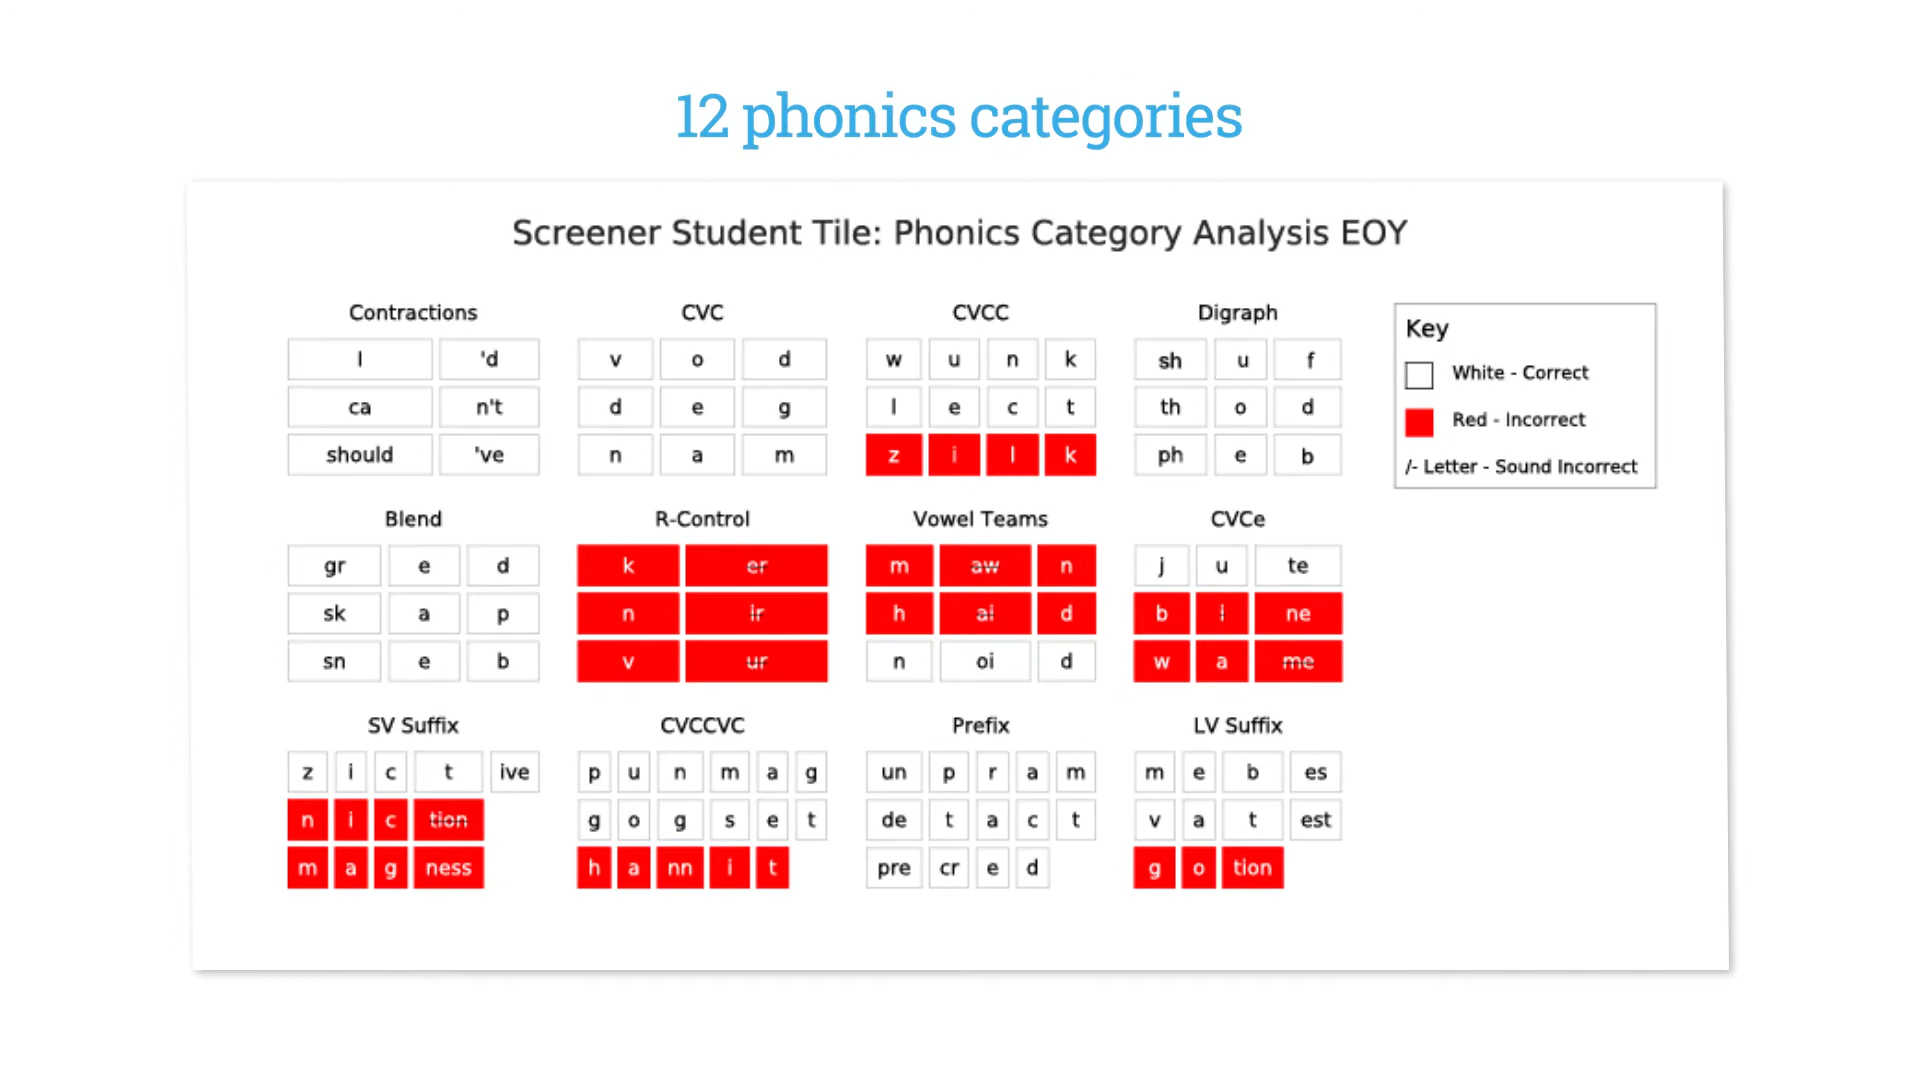 12 phonics categories
Screener Student Tile: Phonics Category Analysis EOY
Contractions CVC CVCC Digraph
I 'd v o d w u n k sh u f
ca n't d e g l e c t th o d
should 've n a m z i l k ph e b
Key
White - Correct
Red - Incorrect
/- Letter - Sound Incorrect
Blend R-Control Vowel Teams CVCe
gr e d k er m aw n j u te
sk a p n ir h ai d b i ne
sn e b v ur n oi d w a me
SV Suffix CVCCVC Prefix LV Suffix
z i c t ive p u n m a g un p r a m m e b es
n i c tion g o g s e t de t a c t v a t est
m a g ness h a nn i t pre cr e d g o tion